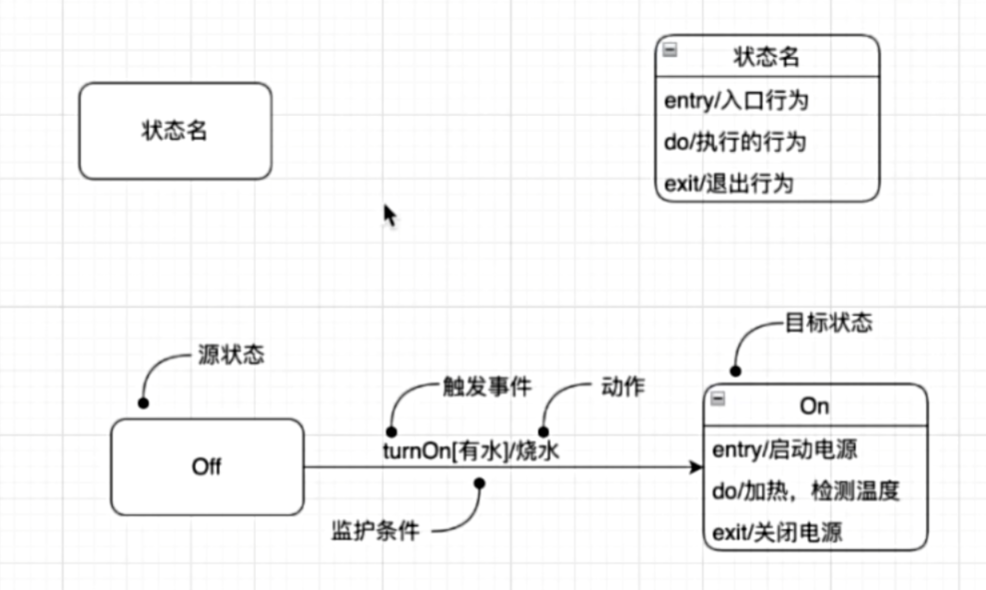 状态名
状态名
entry/入口行为
do/执行的行为
exit/退出行为
源状态
目标状态
触发事件
动作
Off
turnOn[有水]/烧水
监护条件
On
entry/启动电源
do/加热，检测温度
exit/关闭电源